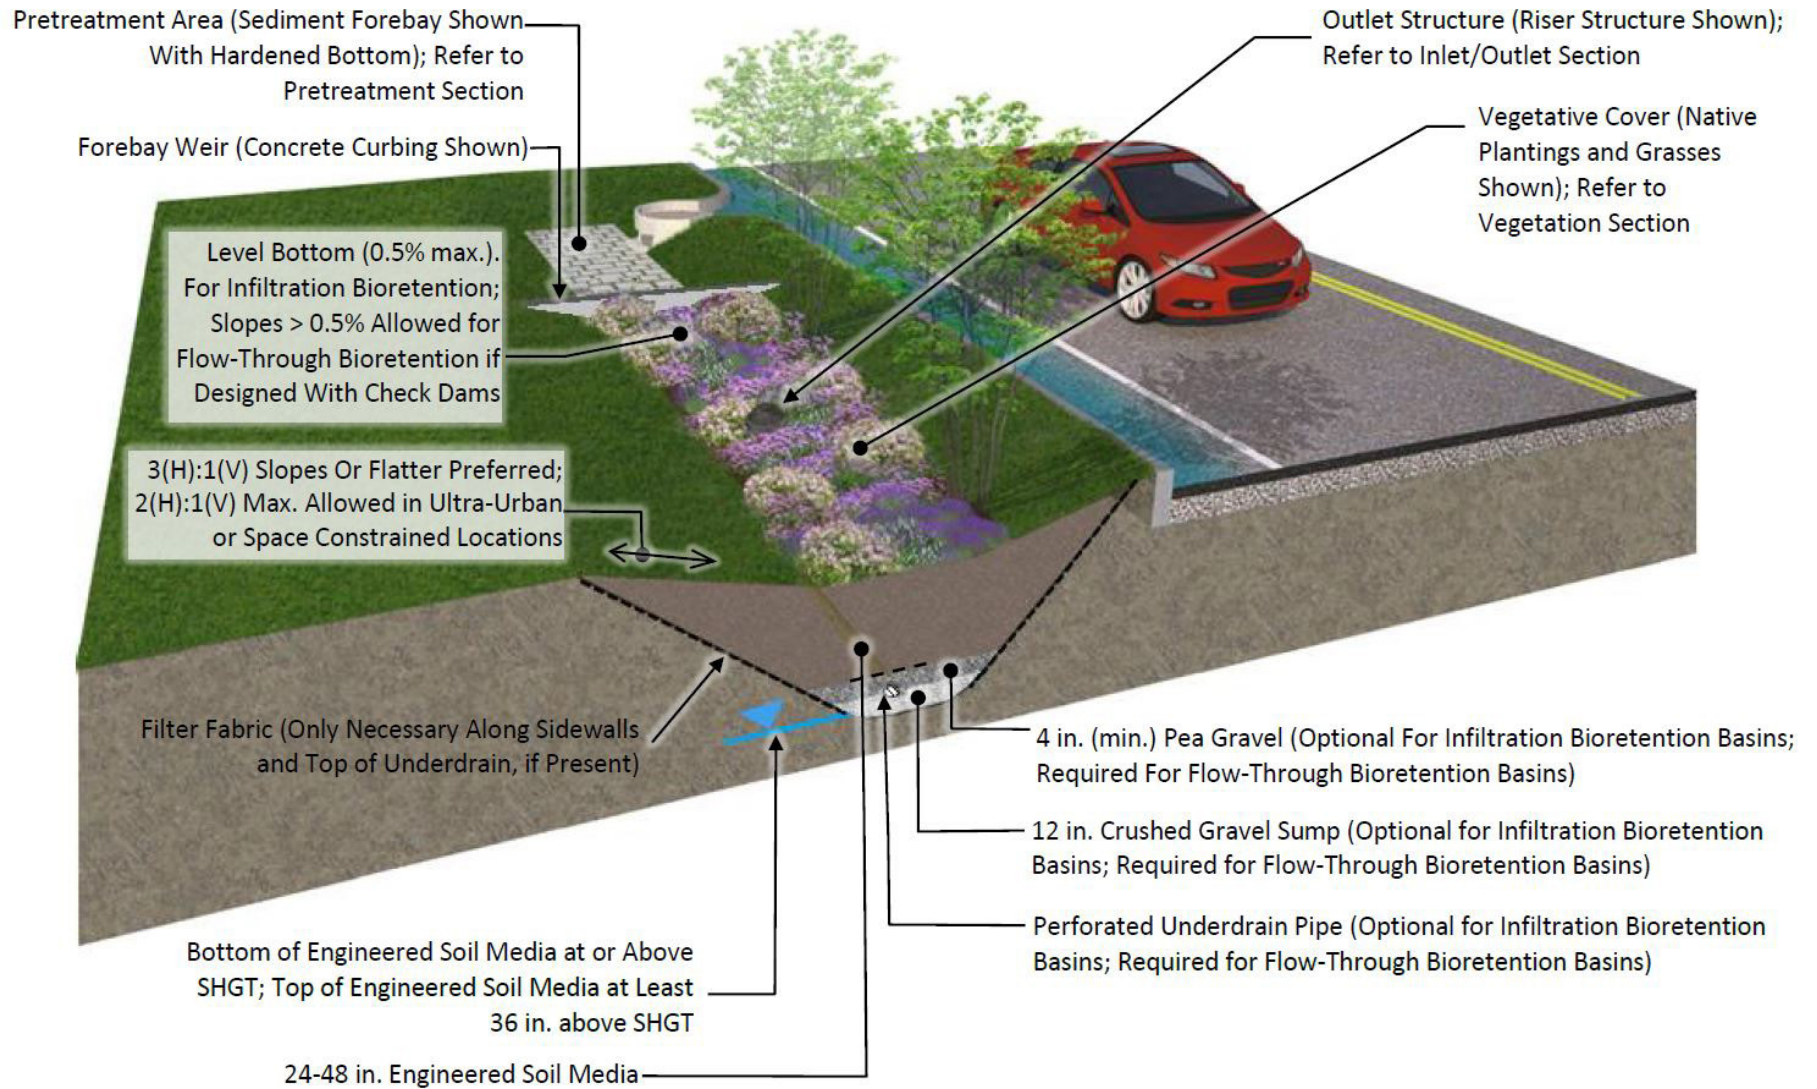 Pretreatment Area (Sediment Forebay Shown
With Hardened Bottom); Refer to
Pretreatment Section
Forebay Weir (Concrete Curbing Shown)
Outlet Structure (Riser Structure Shown);
Refer to Inlet/Outlet Section
Vegetative Cover (Native
Plantings and Grasses
Shown); Refer to
Vegetation Section
Level Bottom (0.5% max.).
For Infiltration Bioretention;
Slopes > 0.5% Allowed for
Flow-Through Bioretention if
Designed With Check Dams
3(H):1(V) Slopes Or Flatter Preferred;
2(H):1(V) Max. Allowed in Ultra-Urban
or Space Constrained Locations
Filter Fabric (Only Necessary Along Sidewalls
and Top of Underdrain, if Present)
4 in. (min.) Pea Gravel (Optional For Infiltration Bioretention Basins;
Required For Flow-Through Bioretention Basins)
12 in. Crushed Gravel Sump (Optional for Infiltration Bioretention
Basins; Required for Flow-Through Bioretention Basins)
Perforated Underdrain Pipe (Optional for Infiltration Bioretention
Basins; Required for Flow-Through Bioretention Basins)
Bottom of Engineered Soil Media at or Above
SHGT; Top of Engineered Soil Media at Least
36 in. above SHGT
24-48 in. Engineered Soil Media